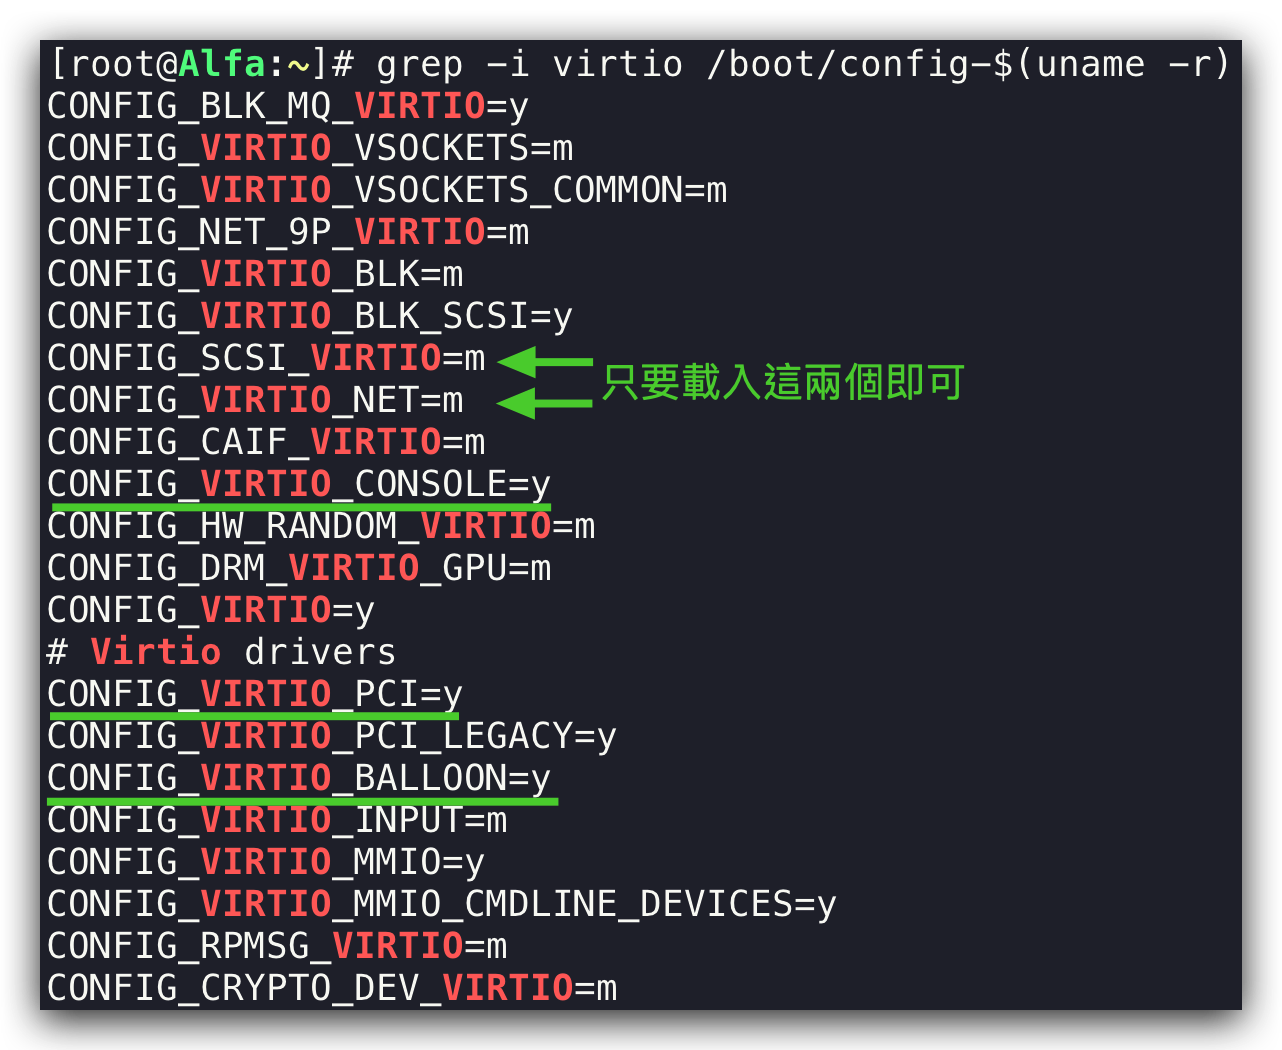 [root@Alfa:~]# grep -i virtio /boot/config-$(uname -r)
CONFIG_BLK_MQ_VIRTIO=y
CONFIG_VIRTIO_VSOCKETS=m
CONFIG_VIRTIO_VSOCKETS_COMMON=m
CONFIG_NET_9P_VIRTIO=m
CONFIG_VIRTIO_BLK=m
CONFIG_VIRTIO_BLK_SCSI=y
CONFIG_SCSI_VIRTIO=m
只要載入這兩個即可
CONFIG_VIRTIO_NET=m
CONFIG_CAIF_VIRTIO=m
CONFIG_VIRTIO_CONSOLE=y
CONFIG_HW_RANDOM_VIRTIO=m
CONFIG_DRM_VIRTIO_GPU=m
CONFIG_VIRTIO=y
# Virtio drivers
CONFIG_VIRTIO_PCI=y
CONFIG_VIRTIO_PCI_LEGACY=y
CONFIG_VIRTIO_BALLOON=y
CONFIG_VIRTIO_INPUT=m
CONFIG_VIRTIO_MMIO=y
CONFIG_VIRTIO_MMIO_CMDLINE_DEVICES=y
CONFIG_RPMSG_VIRTIO=m
CONFIG_CRYPTO_DEV_VIRTIO=m